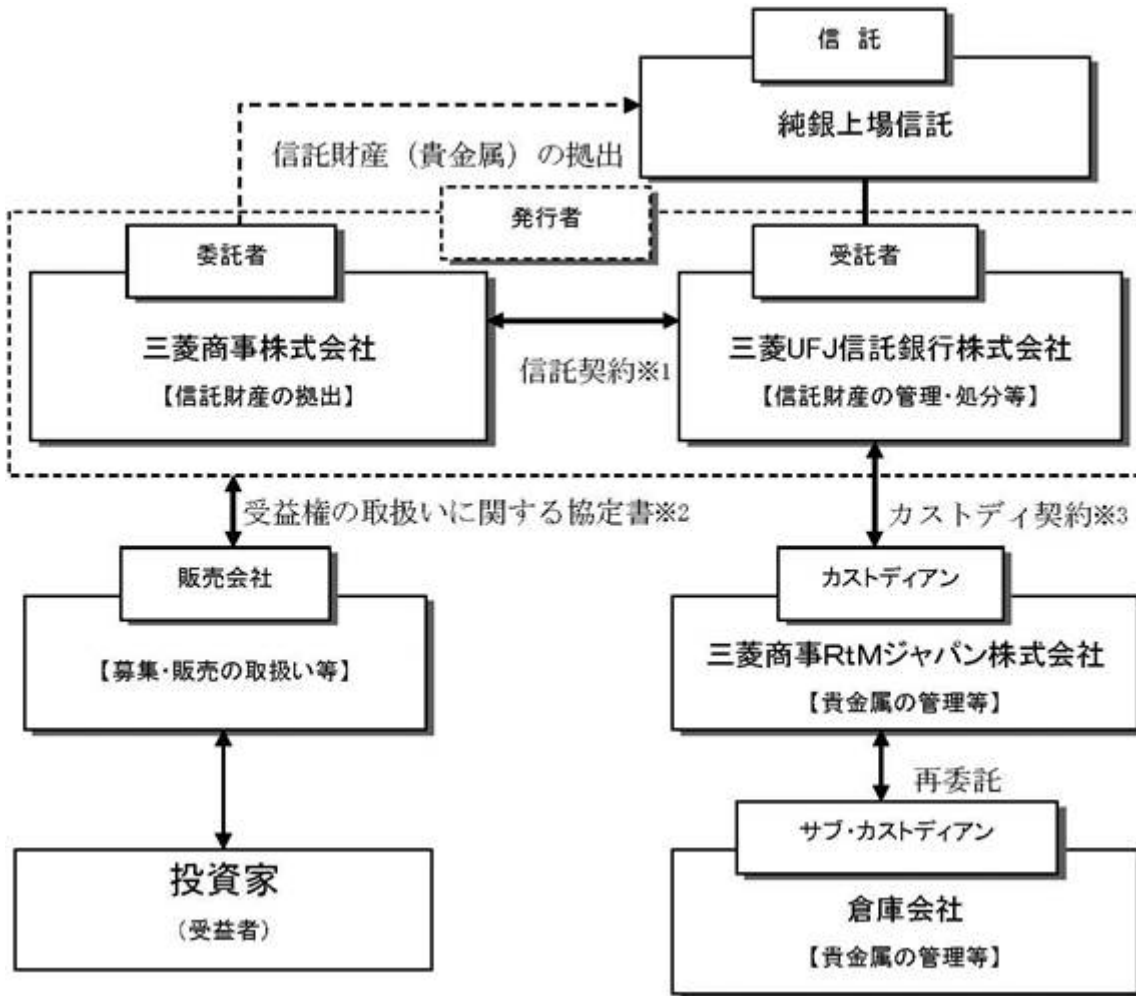 信 託
純銀上場信託
信託財産（貴金属）の拠出
発行者
委託者
三菱商事株式会社
【信託財産の拠出】
信託契約※1
受託者
三菱UFJ信託銀行株式会社
【信託財産の管理・処分等】
受益権の取扱いに関する協定書※2
カストディ契約※3
販売会社
【募集・販売の取扱い等】
カストディアン
三菱商事RtMジャパン株式会社
【貴金属の管理等】
再委託
投資家
（受益者）
サブ・カストディアン
倉庫会社
【貴金属の管理等】